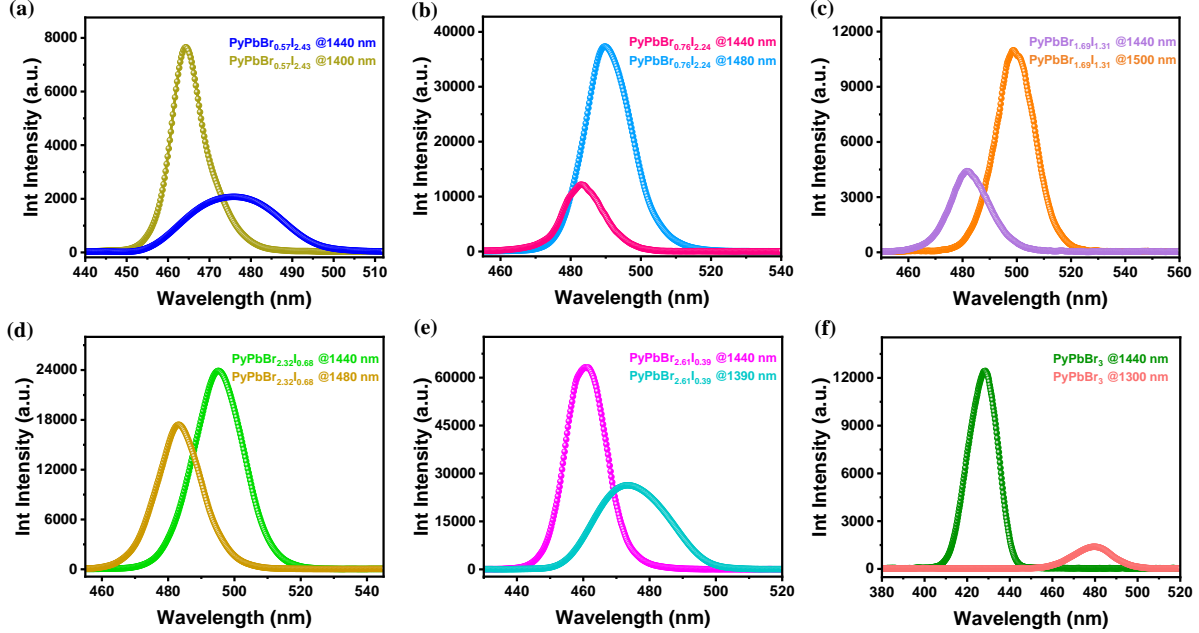 (a)
PyPbBr0.57I2.43 @1440 nm
PyPbBr0.57I2.43 @1400 nm
Int Intensity (a.u.)
8000
6000
4000
2000
0
440 450 460 470 480 490 500 510
Wavelength (nm)
(b)
PyPbBr0.76I2.24 @1440 nm
PyPbBr0.76I2.24 @1480 nm
Int Intensity (a.u.)
40000
30000
20000
10000
0
460 480 500 520 540
Wavelength (nm)
(c)
PyPbBr1.69I1.31 @1440 nm
PyPbBr1.69I1.31 @1500 nm
Int Intensity (a.u.)
12000
9000
6000
3000
0
460 480 500 520 540 560
Wavelength (nm)
(d)
PyPbBr2.32I0.68 @1440 nm
PyPbBr2.32I0.68 @1480 nm
Int Intensity (a.u.)
24000
18000
12000
6000
0
460 480 500 520 540
Wavelength (nm)
(e)
PyPbBr2.61I0.39 @1440 nm
PyPbBr2.61I0.39 @1390 nm
Int Intensity (a.u.)
60000
45000
30000
15000
0
440 460 480 500 520
Wavelength (nm)
(f)
PyPbBr3 @1440 nm
PyPbBr3 @1300 nm
Int Intensity (a.u.)
12000
9000
6000
3000
0
380 400 420 440 460 480 500 520
Wavelength (nm)